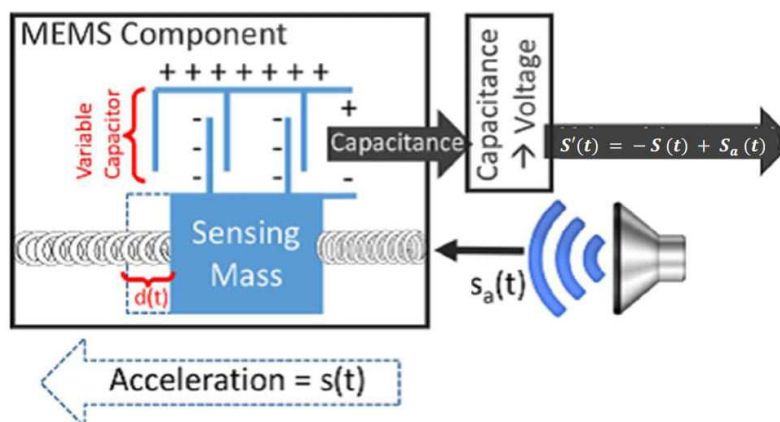 MEMS Component
+ + + + + + +
+
Variable
Capacitor
- - -
- - -
-
Capacitance
Capacitance
→ Voltage
S'(t) = -S(t) + Sₐ(t)
Sensing
Mass
d(t)
sₐ(t)
Acceleration = s(t)